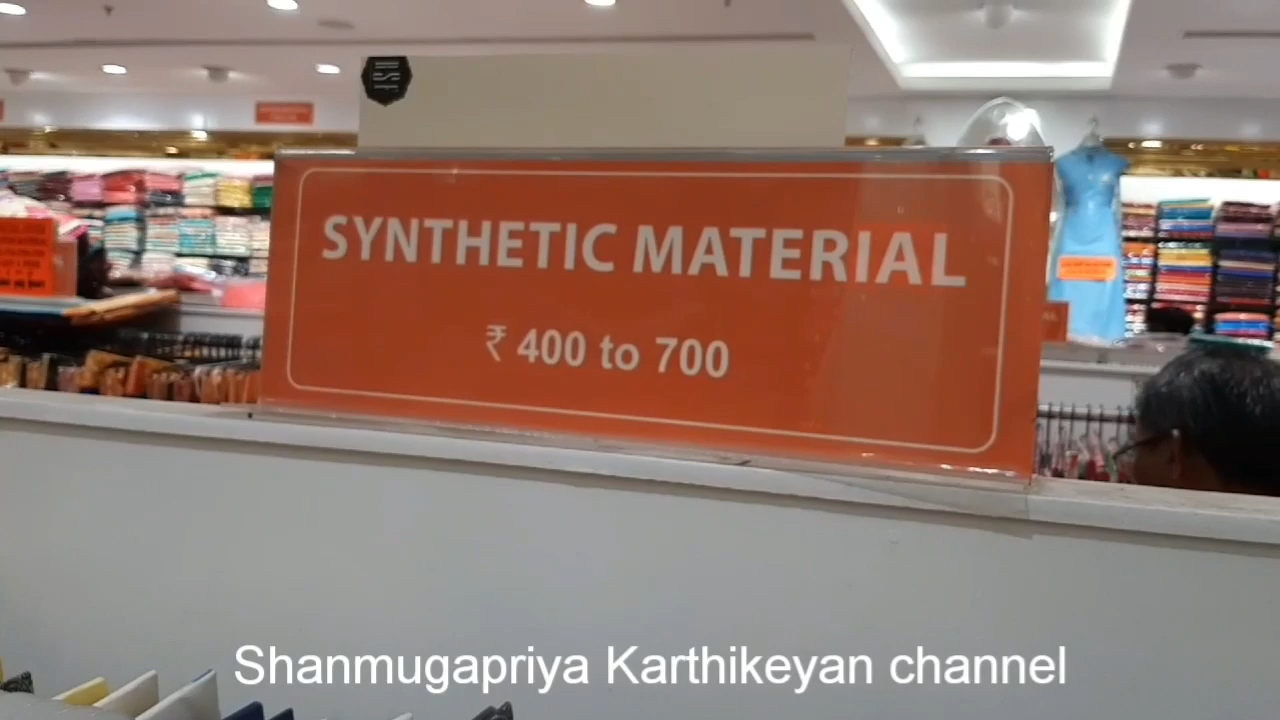 SYNTHETIC MATERIAL
₹ 400 to 700
Shanmugapriya Karthikeyan channel